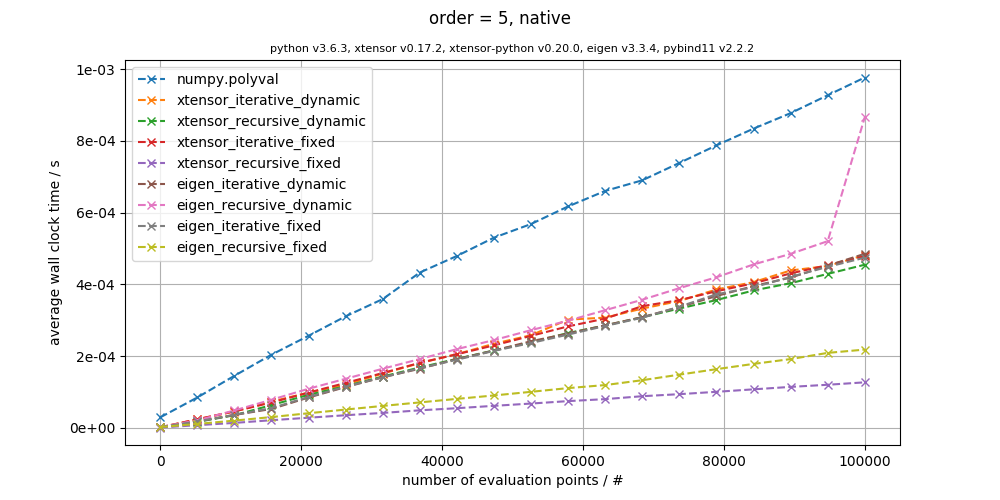 order = 5, native
python v3.6.3, xtensor v0.17.2, xtensor-python v0.20.0, eigen v3.3.4, pybind11 v2.2.2
1e-03
8e-04
6e-04
4e-04
2e-04
0e+00
average wall clock time / s
numpy.polyval
xtensor_iterative_dynamic
xtensor_recursive_dynamic
xtensor_iterative_fixed
xtensor_recursive_fixed
eigen_iterative_dynamic
eigen_recursive_dynamic
eigen_iterative_fixed
eigen_recursive_fixed
0 20000 40000 60000 80000 100000
number of evaluation points / #